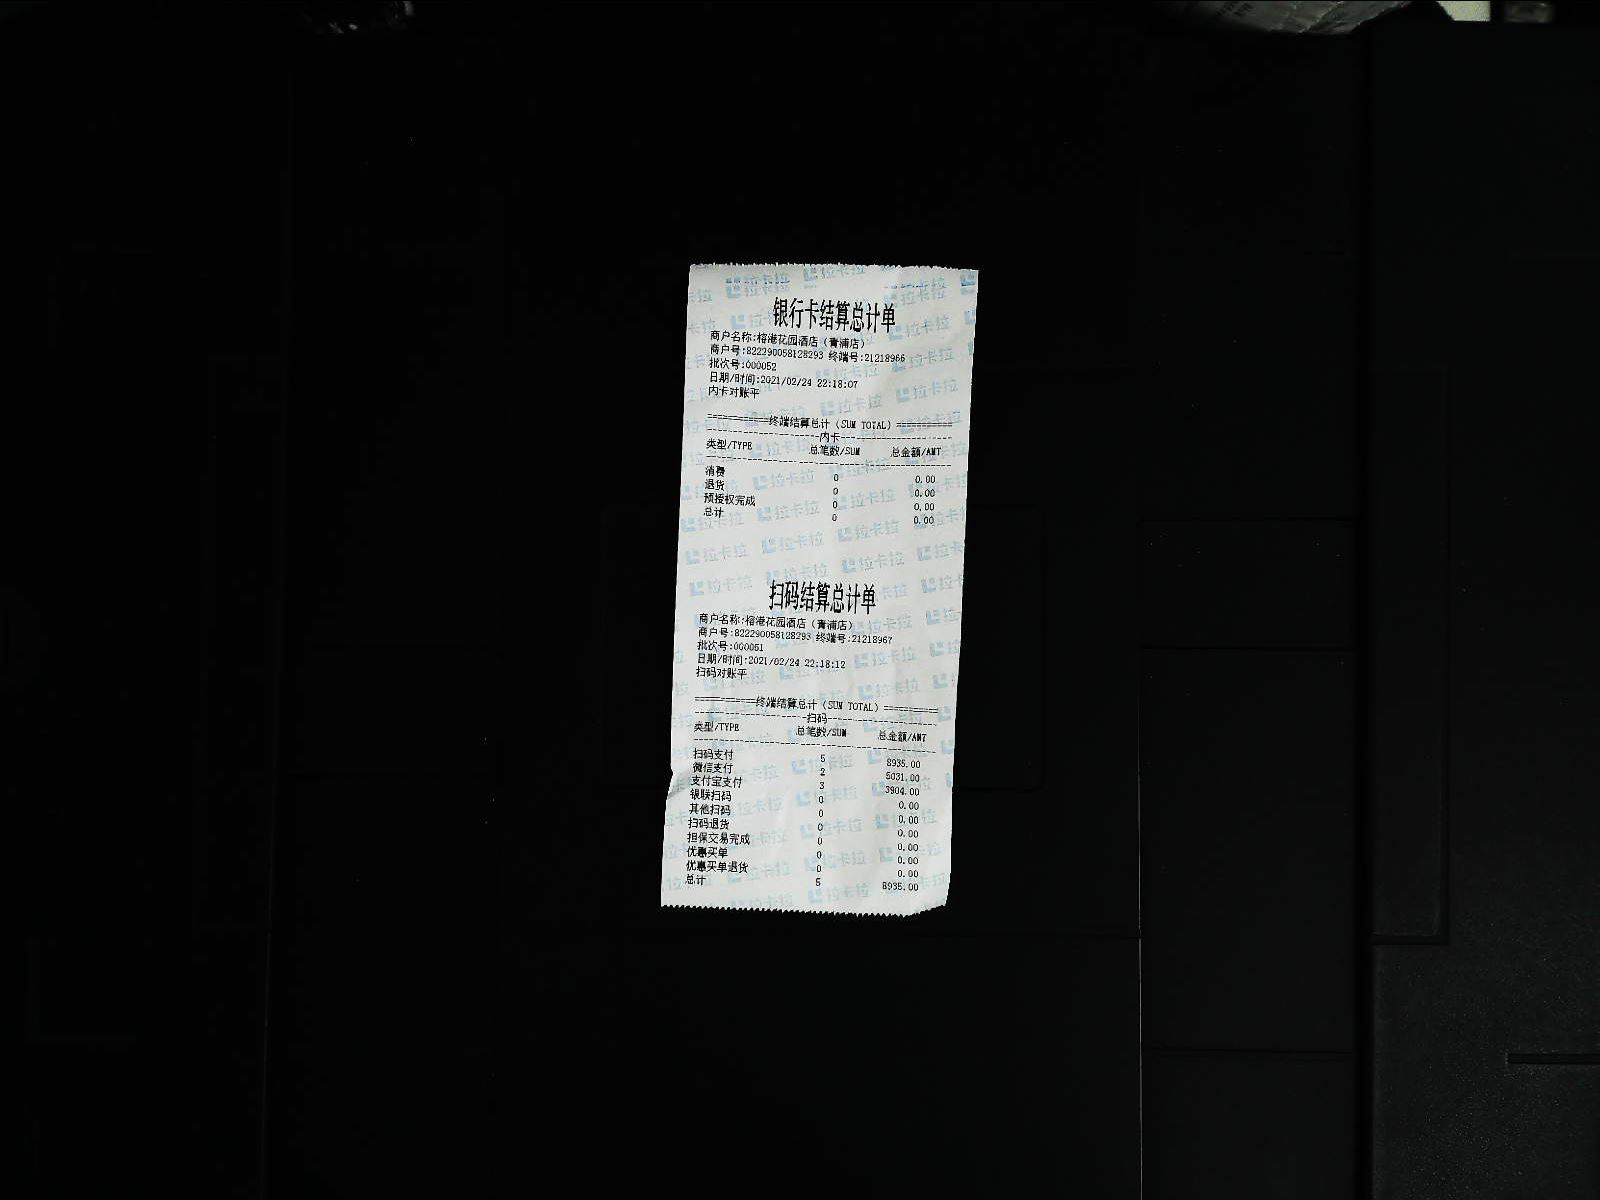 银行卡结算总计单
商户名称:榕港花园酒店（青浦店）
商户号:822290058128293 终端号:21218966
批次号:000052
日期/时间:2021/02/24 22:18:07
内卡对账平
===========终端结算总计（SUM TOTAL）==========
--------------------内卡--------------------
类型/TYPE 总笔数/SUM 总金额/AMT
消费 0 0.00
退货 0 0.00
预授权完成 0 0.00
总计 0 0.00
扫码结算总计单
商户名称:榕港花园酒店（青浦店）
商户号:822290058128293 终端号:21218967
批次号:000051
日期/时间:2021/02/24 22:18:12
扫码对账平
===========终端结算总计（SUM TOTAL）==========
--------------------扫码--------------------
类型/TYPE 总笔数/SUM 总金额/AMT
扫码支付 5 8935.00
微信支付 2 5031.00
支付宝支付 3 3904.00
银联扫码 0 0.00
其他扫码 0 0.00
扫码退货 0 0.00
担保交易完成 0 0.00
优惠买单 0 0.00
优惠买单退货 0 0.00
总计 5 8935.00
拉卡拉